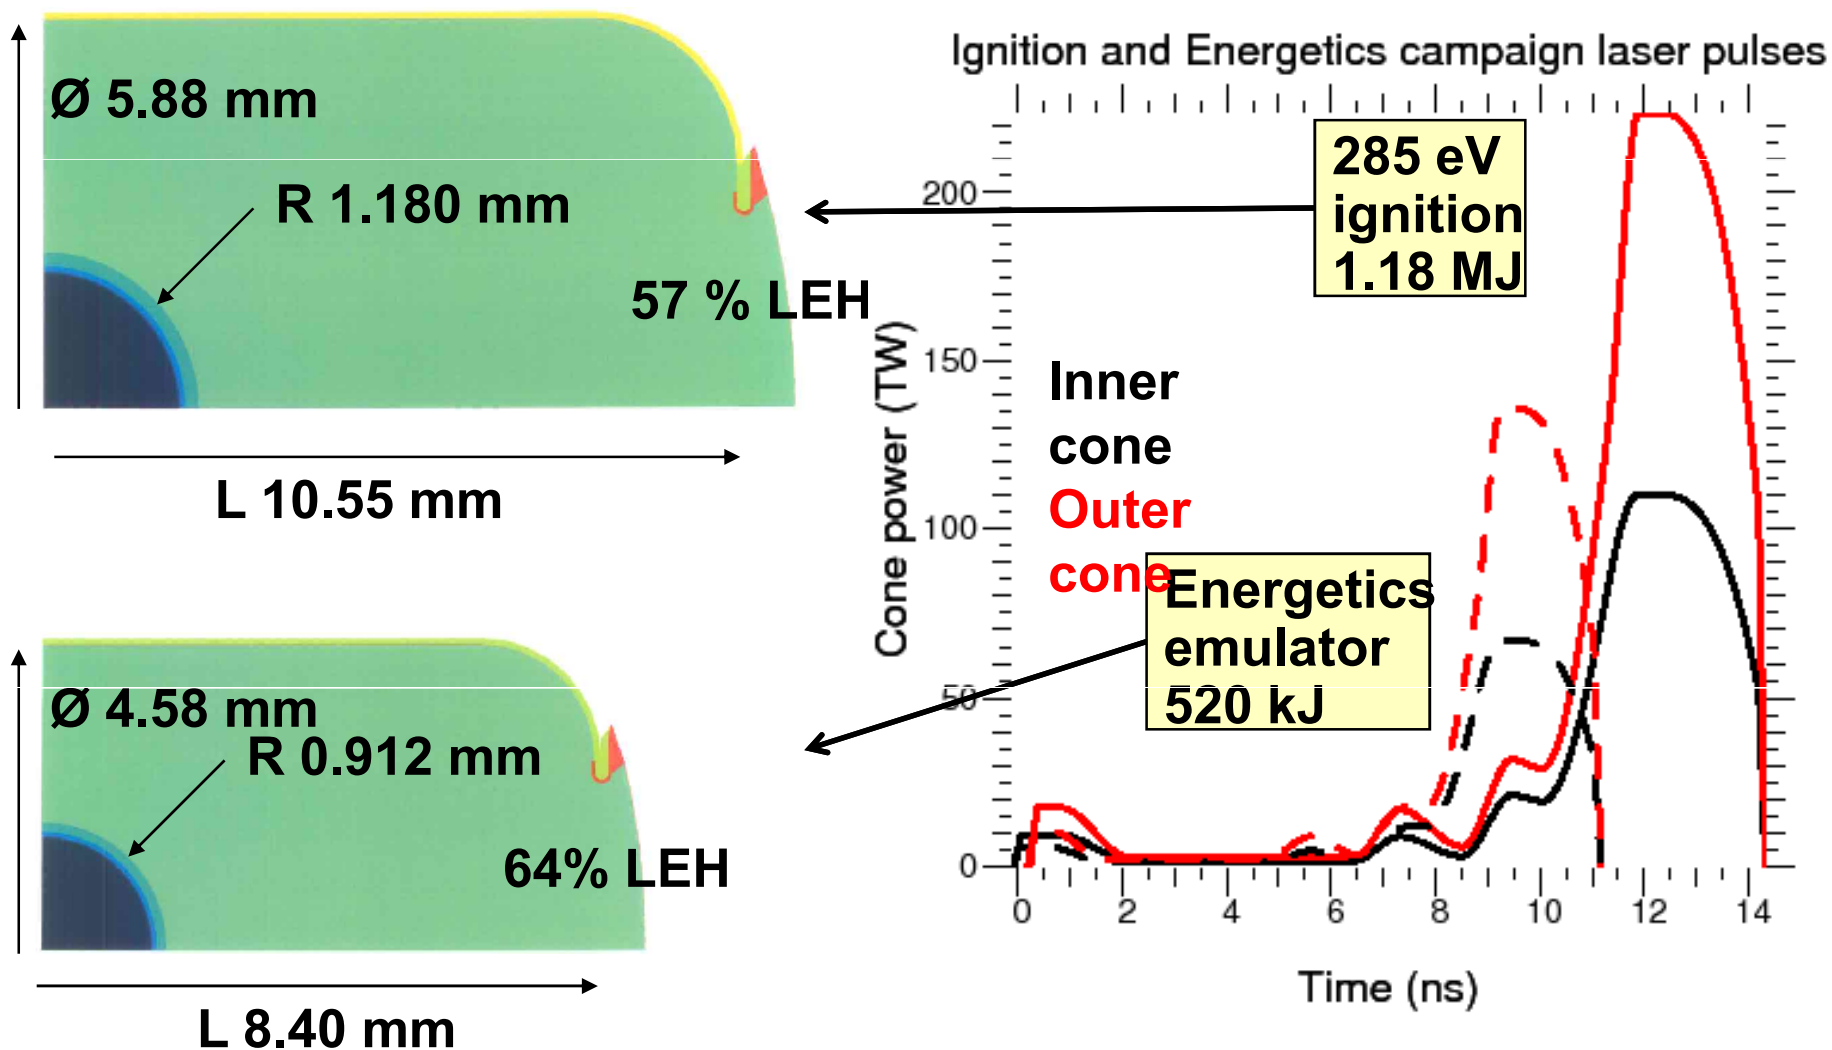 Ø 5.88 mm
R 1.180 mm
57 % LEH
L 10.55 mm
Ø 4.58 mm
R 0.912 mm
64% LEH
L 8.40 mm
Ignition and Energetics campaign laser pulses
285 eV
ignition
1.18 MJ
Inner
cone
Outer
cone
Energetics
emulator
520 kJ
Cone power (TW)
200
150
100
50
0
0 2 4 6 8 10 12 14
Time (ns)